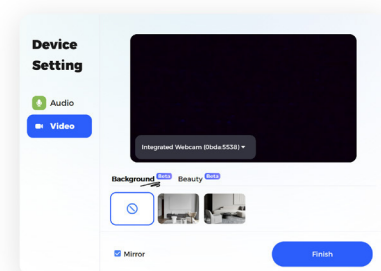 Device
Setting
Audio
Video
Integrated Webcam (0bda:5538)
Background Beta Beauty Beta
Mirror
Finish